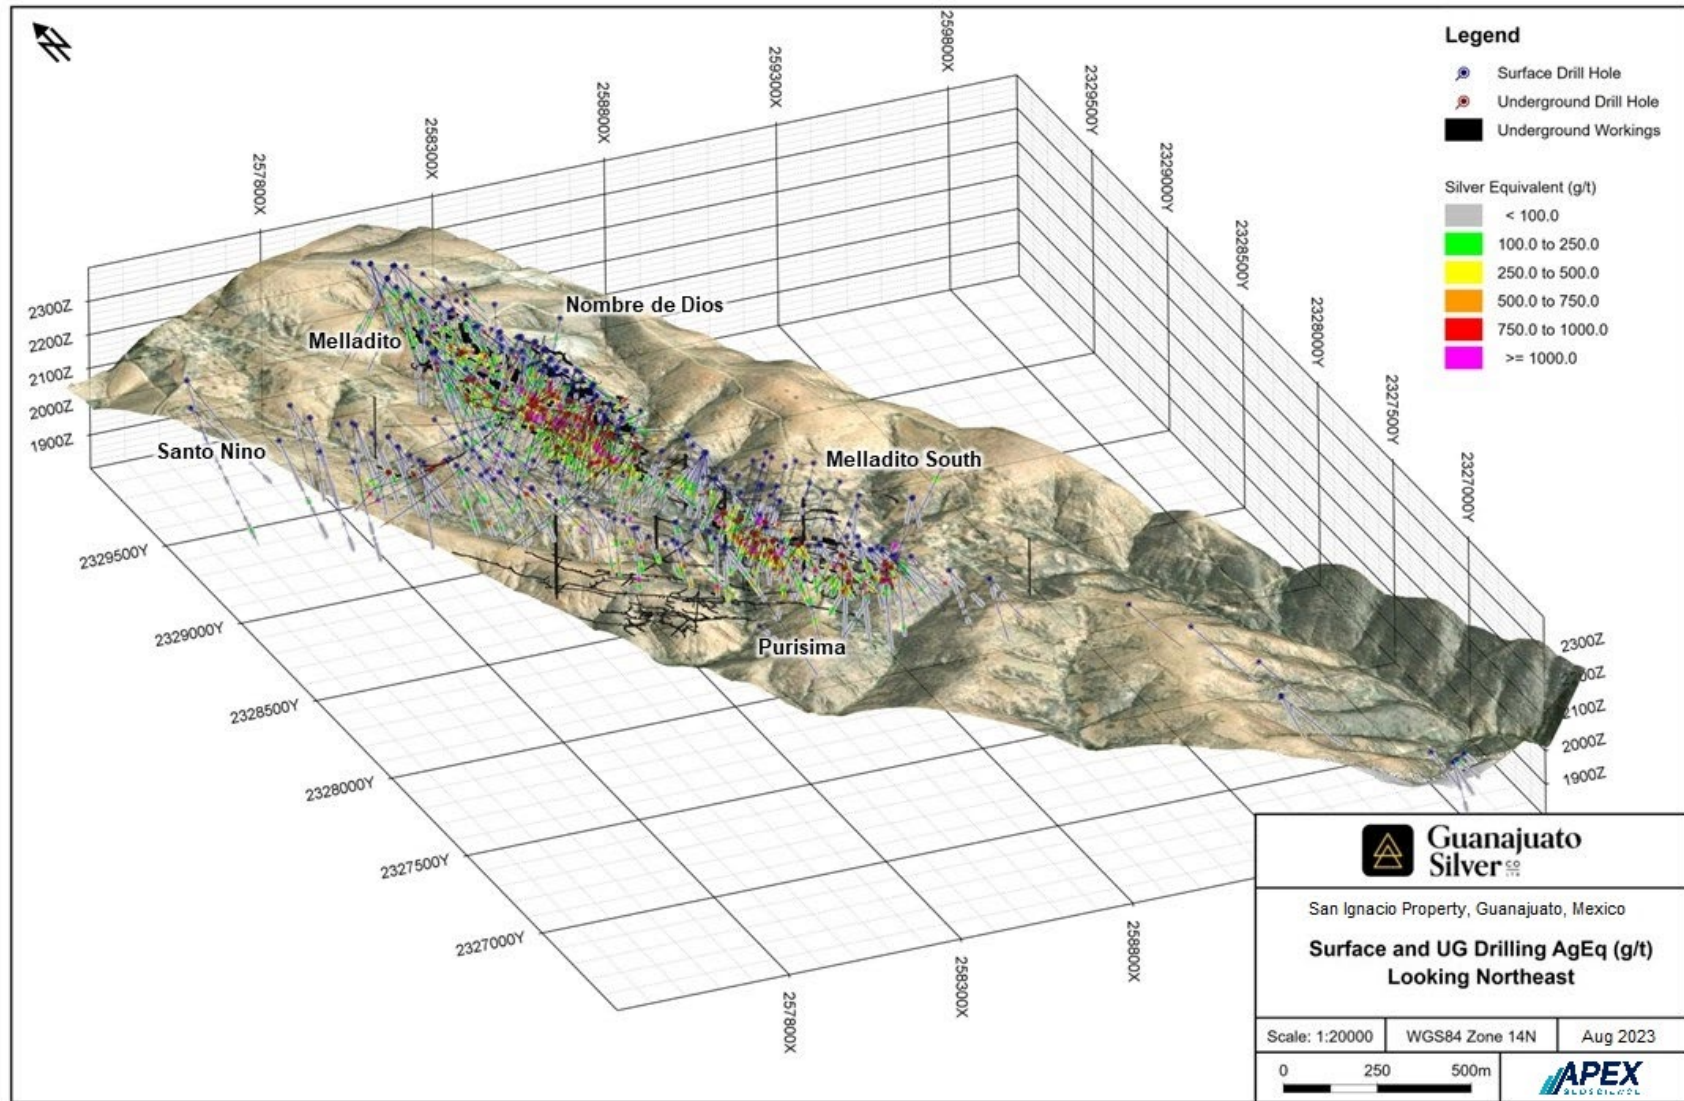 259800X
259300X
258800X
258300X
257800X
2329500Y
2329000Y
2328500Y
2328000Y
2327500Y
2327000Y
2300Z
2200Z
2100Z
2000Z
1900Z
Nombre de Dios
Melladito
Santo Nino
Melladito South
Purisima
2329500Y
2329000Y
2328500Y
2328000Y
2327500Y
2327000Y
257800X
258300X
258800X
2300Z
2100Z
2000Z
1900Z
Legend
Surface Drill Hole
Underground Drill Hole
Underground Workings
Silver Equivalent (g/t)
< 100.0
100.0 to 250.0
250.0 to 500.0
500.0 to 750.0
750.0 to 1000.0
>= 1000.0
Guanajuato
Silver CO LTD
San Ignacio Property, Guanajuato, Mexico
Surface and UG Drilling AgEq (g/t)
Looking Northeast
Scale: 1:20000
WGS84 Zone 14N
Aug 2023
0 250 500m
APEX